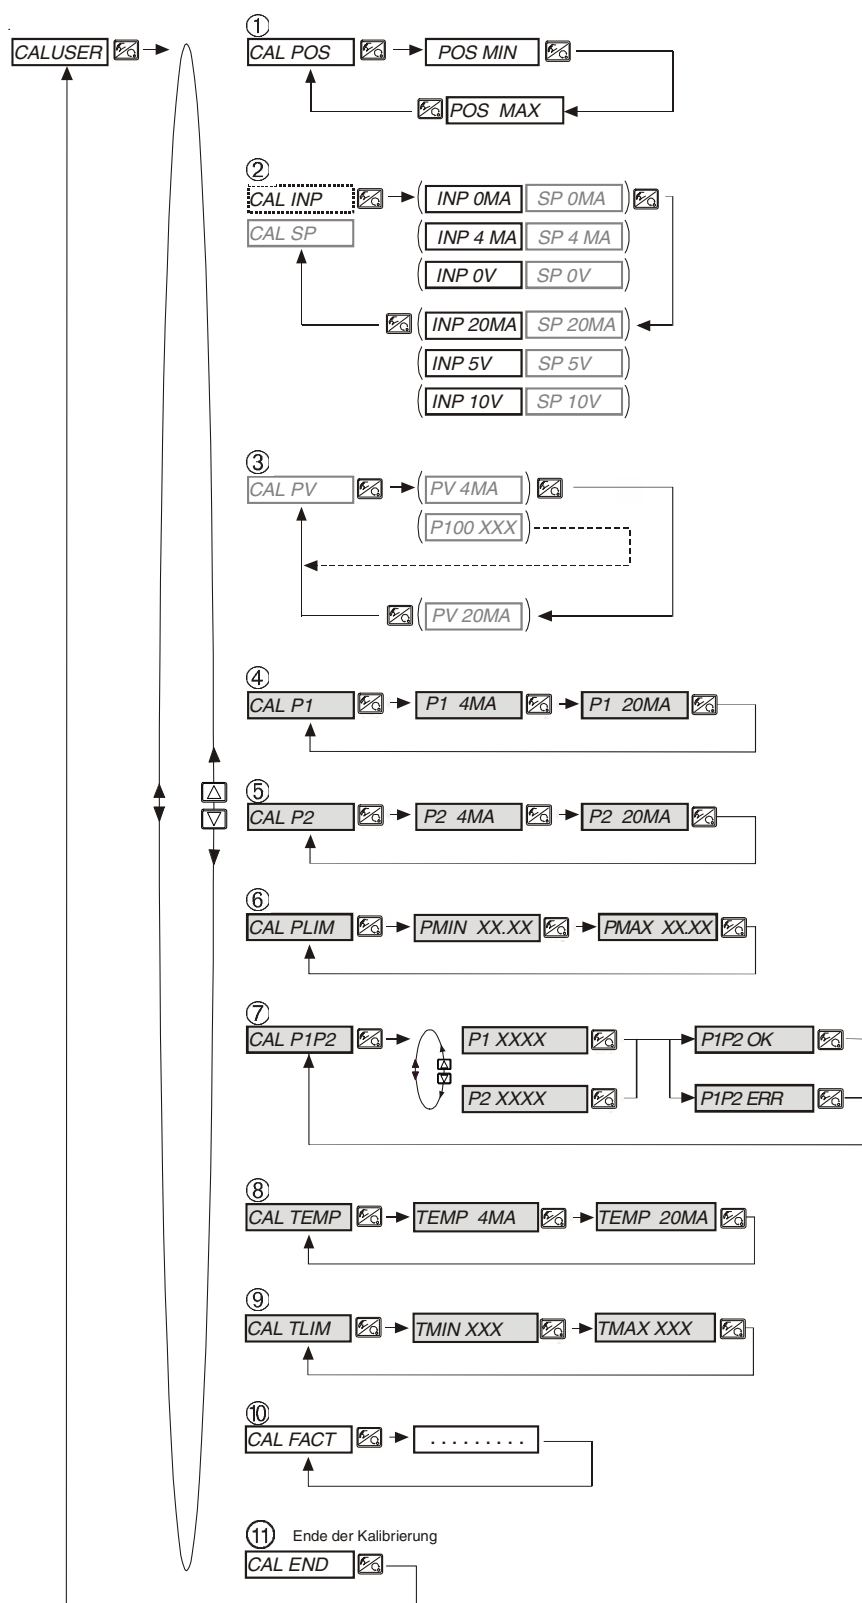 ①
CALUSER
CAL POS
POS MIN
POS MAX
②
CAL INP
INP 0MA
SP 0MA
CAL SP
INP 4 MA
SP 4 MA
INP 0V
SP 0V
INP 20MA
SP 20MA
INP 5V
SP 5V
INP 10V
SP 10V
③
CAL PV
PV 4MA
P100 XXX
PV 20MA
④
CAL P1
P1 4MA
P1 20MA
⑤
CAL P2
P2 4MA
P2 20MA
⑥
CAL PLIM
PMIN XX.XX
PMAX XX.XX
⑦
CAL P1P2
P1 XXXX
P1P2 OK
P2 XXXX
P1P2 ERR
⑧
CAL TEMP
TEMP 4MA
TEMP 20MA
⑨
CAL TLIM
TMIN XXX
TMAX XXX
⑩
CAL FACT
. . . . . . . . .
⑪ Ende der Kalibrierung
CAL END